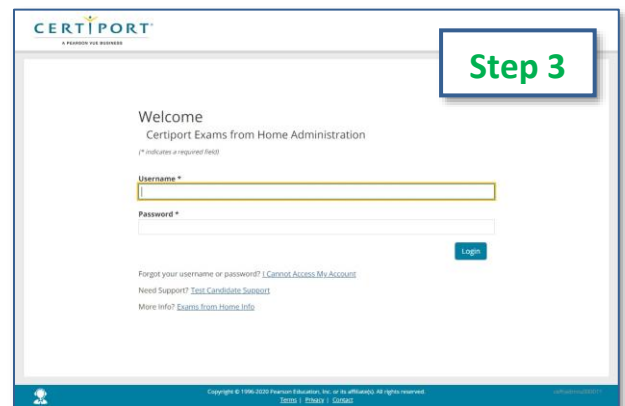 CERTIPORT
A PEARSON VUE BUSINESS
Step 3
Welcome
Certiport Exams from Home Administration
(* indicates a required field)
Username *
Password *
Login
Forgot your username or password? I Cannot Access My Account
Need Support? Test Candidate Support
More Info? Exams from Home Info
Copyright © 1996-2020 Pearson Education, Inc. or its affiliate(s). All rights reserved.
Terms | Privacy | Contact